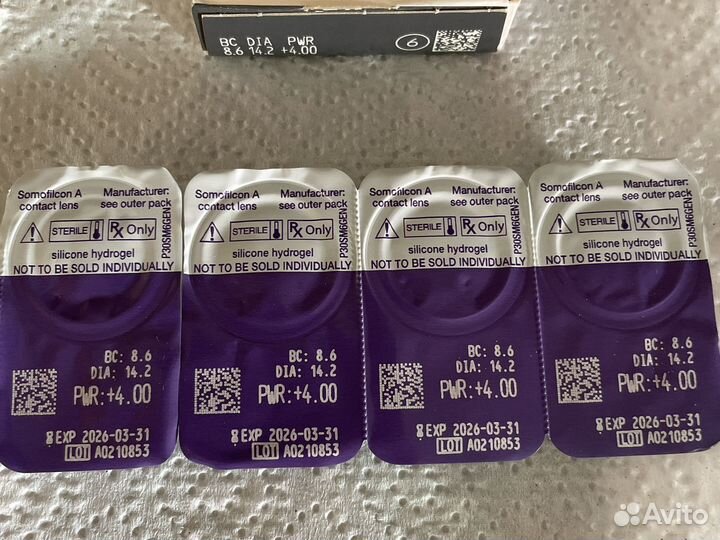 BC DIA PWR
8.6 14.2 +4.00
6
Somofilcon A
contact lens
Manufacturer:
see outer pack
STERILE
Rx Only
silicone hydrogel
NOT TO BE SOLD INDIVIDUALLY
P30SM6GEN
BC: 8.6
DIA: 14.2
PWR:+4.00
EXP 2026-03-31
LOT A0210853
Somofilcon A
contact lens
Manufacturer:
see outer pack
STERILE
Rx Only
silicone hydrogel
NOT TO BE SOLD INDIVIDUALLY
BC: 8.6
DIA: 14.2
PWR:+4.00
EXP 2026-03-31
LOT A0210853
Somofilcon A
contact lens
Manufacturer:
see outer pack
STERILE
Rx Only
silicone hydrogel
NOT TO BE SOLD INDIVIDUALLY
P30SM6GEN
BC: 8.6
DIA: 14.2
PWR:+4.00
EXP 2026-03-31
LOT A0210853
Somofilcon A
contact lens
Manufacturer:
see outer pack
STERILE
Rx Only
silicone hydrogel
NOT TO BE SOLD INDIVIDUALLY
P30SM6GEN
BC: 8.6
DIA: 14.2
PWR:+4.00
EXP 2026-03-31
LOT A0210853
Avito